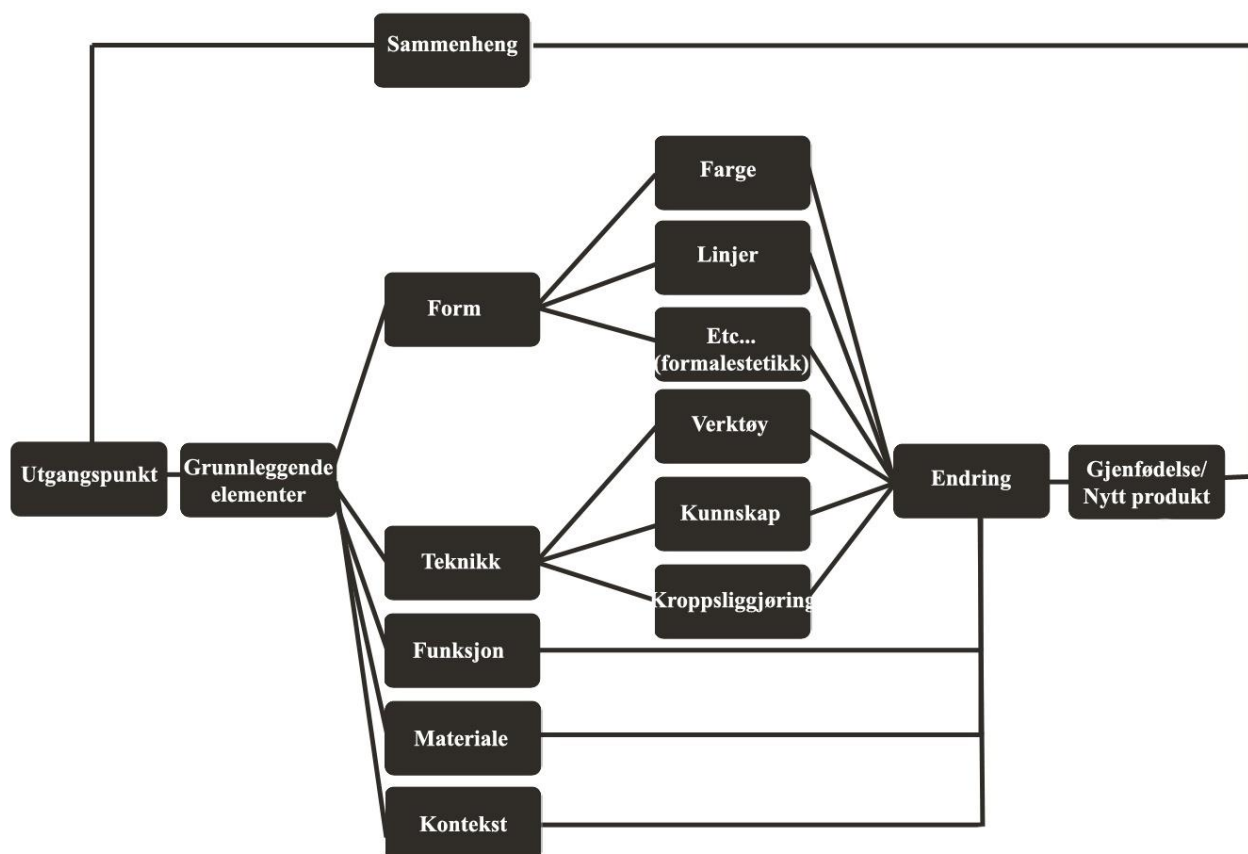 Sammenheng
Farge
Linjer
Form
Etc...
(formalestetikk)
Verktøy
Utgangspunkt
Grunnleggende
elementer
Endring
Gjenfødelse/
Nytt produkt
Kunnskap
Teknikk
Kroppsliggjøring
Funksjon
Materiale
Kontekst